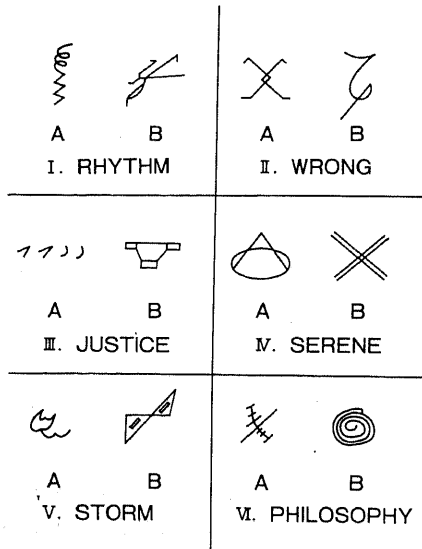 A B
I. RHYTHM
A B
II. WRONG
A B
III. JUSTICE
A B
IV. SERENE
A B
V. STORM
A B
VI. PHILOSOPHY